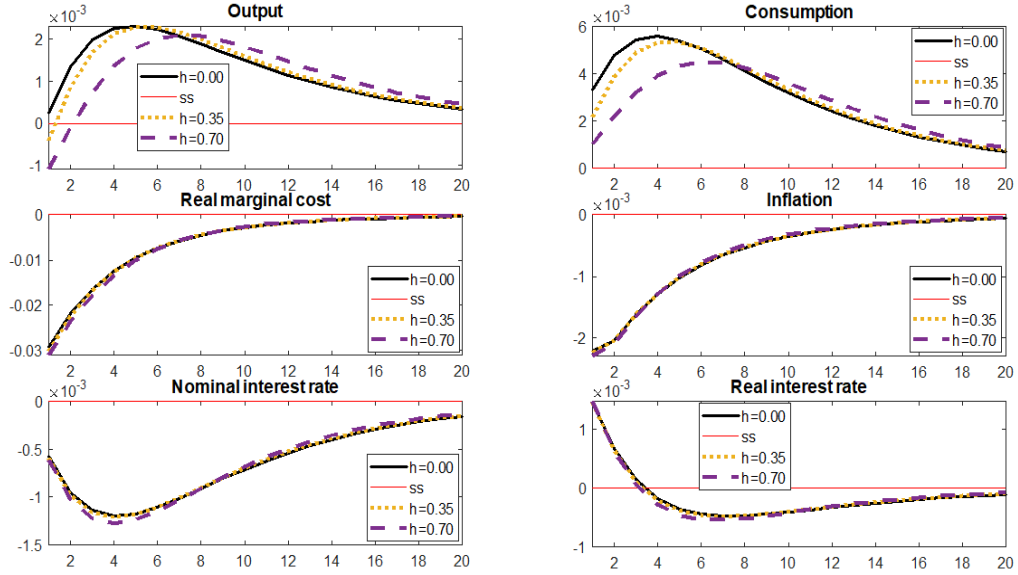 Output
×10⁻³
2
1
0
-1
h=0.00
ss
h=0.35
h=0.70
2 4 6 8 10 12 14 16 18 20
Consumption
×10⁻³
6
4
2
0
h=0.00
ss
h=0.35
h=0.70
2 4 6 8 10 12 14 16 18 20
Real marginal cost
0
-0.01
-0.02
-0.03
h=0.00
ss
h=0.35
h=0.70
2 4 6 8 10 12 14 16 18 20
Inflation
×10⁻³
0
-1
-2
h=0.00
ss
h=0.35
h=0.70
2 4 6 8 10 12 14 16 18 20
Nominal interest rate
×10⁻³
0
-0.5
-1
-1.5
h=0.00
ss
h=0.35
h=0.70
2 4 6 8 10 12 14 16 18 20
Real interest rate
×10⁻³
1
0
-1
h=0.00
ss
h=0.35
h=0.70
2 4 6 8 10 12 14 16 18 20